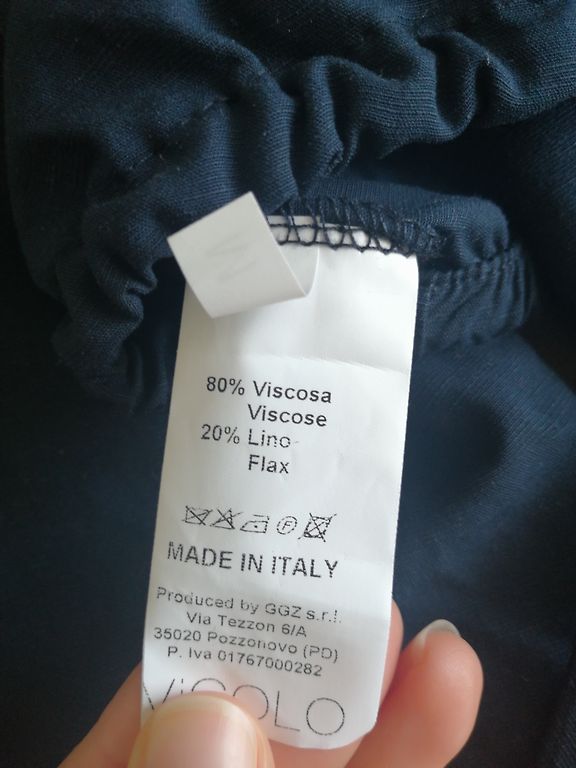 80% Viscosa
Viscose
20% Lino
Flax
MADE IN ITALY
Produced by GGZ s.r.l.
Via Tezzon 6/A
35020 Pozzonovo (PD)
P. Iva 01767000282
ViCOLO